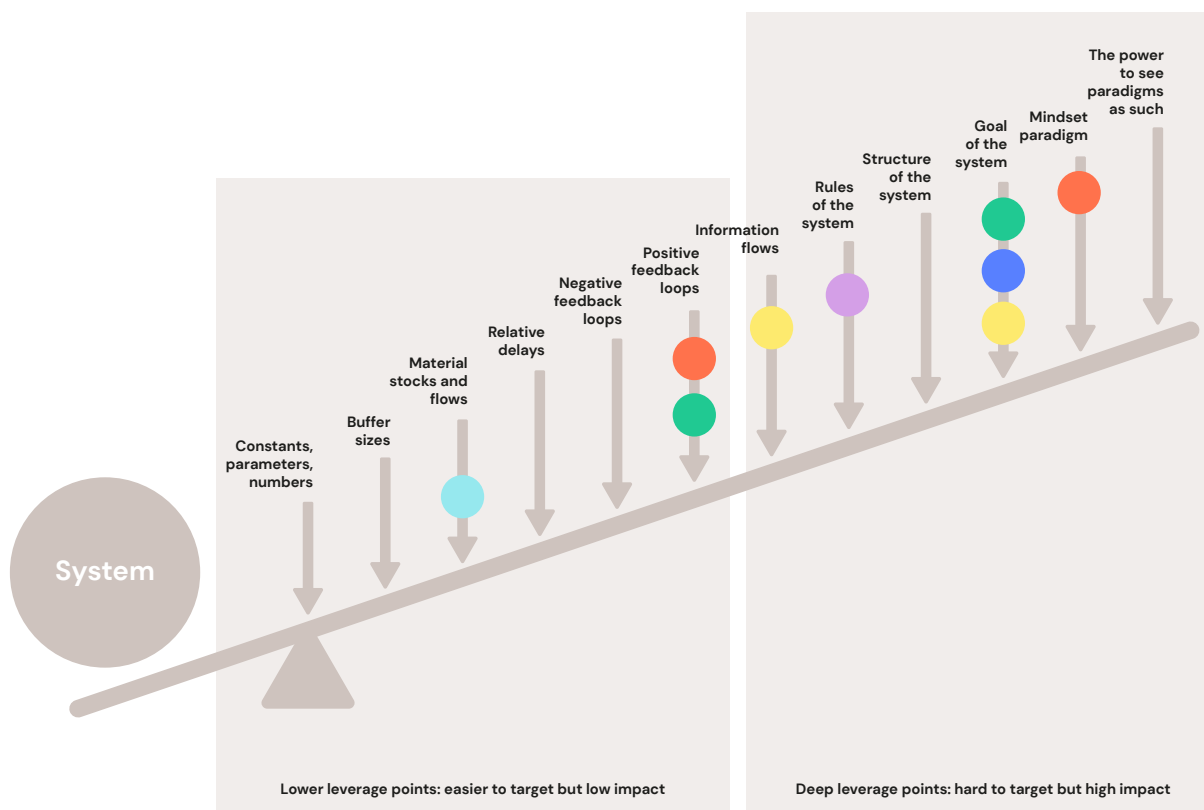 System
Constants,
parameters,
numbers
Buffer
sizes
Material
stocks and
flows
Relative
delays
Negative
feedback
loops
Positive
feedback
loops
Information
flows
Rules
of the
system
Structure
of the
system
Goal
of the
system
Mindset
paradigm
The power
to see
paradigms
as such
Lower leverage points: easier to target but low impact
Deep leverage points: hard to target but high impact